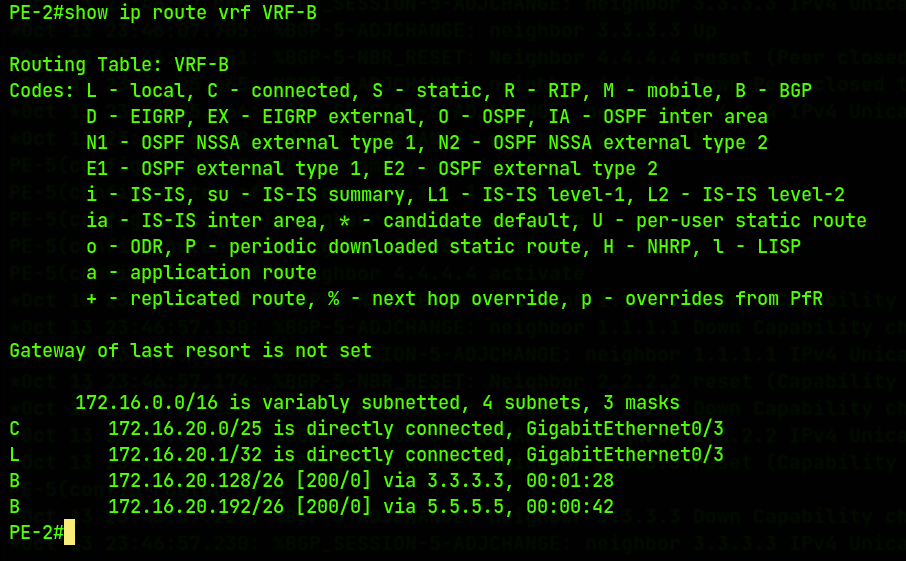 PE-2#show ip route vrf VRF-B
Routing Table: VRF-B
Codes: L - local, C - connected, S - static, R - RIP, M - mobile, B - BGP
D - EIGRP, EX - EIGRP external, O - OSPF, IA - OSPF inter area
N1 - OSPF NSSA external type 1, N2 - OSPF NSSA external type 2
E1 - OSPF external type 1, E2 - OSPF external type 2
i - IS-IS, su - IS-IS summary, L1 - IS-IS level-1, L2 - IS-IS level-2
ia - IS-IS inter area, * - candidate default, U - per-user static route
o - ODR, P - periodic downloaded static route, H - NHRP, l - LISP
a - application route
+ - replicated route, % - next hop override, p - overrides from PfR
Gateway of last resort is not set
172.16.0.0/16 is variably subnetted, 4 subnets, 3 masks
C 172.16.20.0/25 is directly connected, GigabitEthernet0/3
L 172.16.20.1/32 is directly connected, GigabitEthernet0/3
B 172.16.20.128/26 [200/0] via 3.3.3.3, 00:01:28
B 172.16.20.192/26 [200/0] via 5.5.5.5, 00:00:42
PE-2#